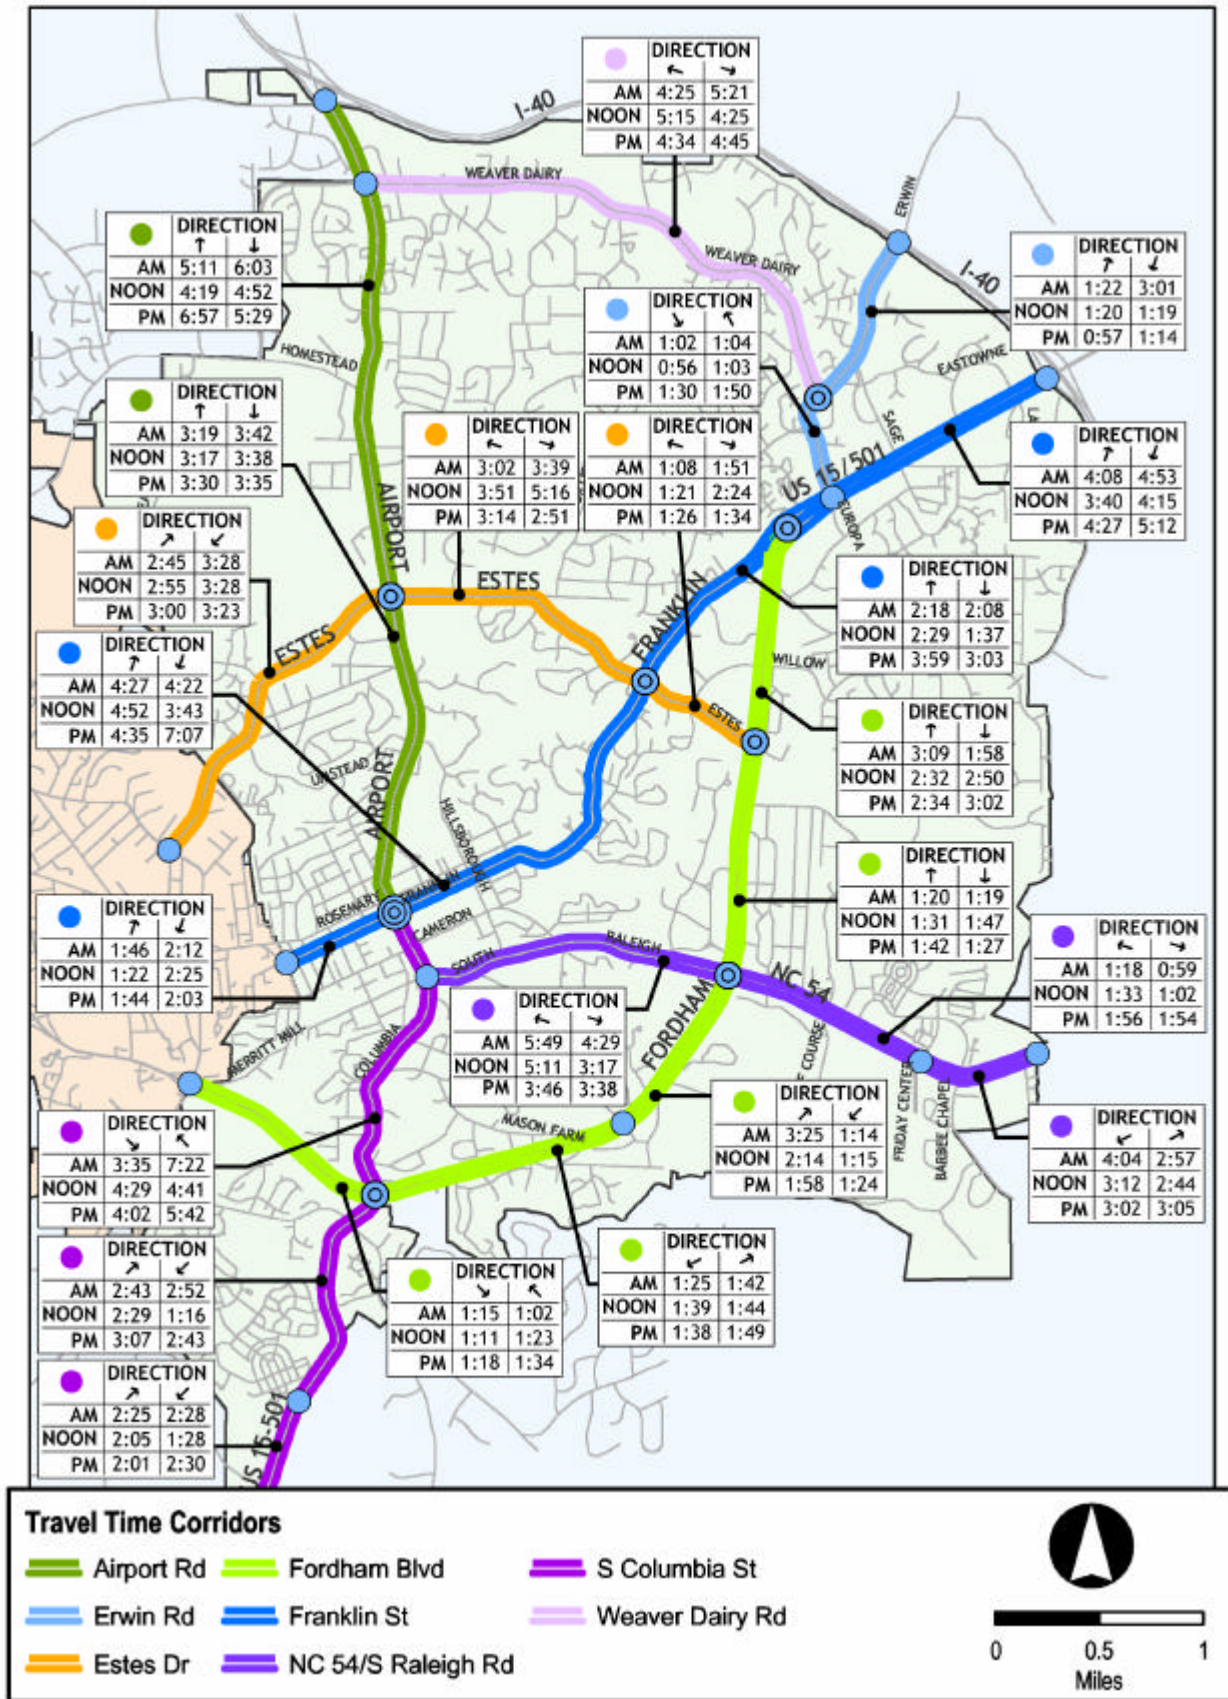 I-40
DIRECTION
↖ ↘
AM 4:25 5:21
NOON 5:15 4:25
PM 4:34 4:45
WEAVER DAIRY
ERWIN
DIRECTION
↑ ↓
AM 5:11 6:03
NOON 4:19 4:52
PM 6:57 5:29
WEAVER DAIRY
I-40
DIRECTION
↑ ↓
AM 1:22 3:01
NOON 1:20 1:19
PM 0:57 1:14
DIRECTION
↘ ↖
AM 1:02 1:04
NOON 0:56 1:03
PM 1:30 1:50
HOMESTEAD
EASTOWNE
DIRECTION
↑ ↓
AM 3:19 3:42
NOON 3:17 3:38
PM 3:30 3:35
SAGE
DIRECTION
↖ ↘
AM 3:02 3:39
NOON 3:51 5:16
PM 3:14 2:51
DIRECTION
↖ ↘
AM 1:08 1:51
NOON 1:21 2:24
PM 1:26 1:34
US 15/501
DIRECTION
↑ ↓
AM 4:08 4:53
NOON 3:40 4:15
PM 4:27 5:12
AIRPORT
EUROPA
DIRECTION
↗ ↙
AM 2:45 3:28
NOON 2:55 3:28
PM 3:00 3:23
ESTES
DIRECTION
↑ ↓
AM 2:18 2:08
NOON 2:29 1:37
PM 3:59 3:03
FRANKLIN
ESTES
DIRECTION
↑ ↓
AM 4:27 4:22
NOON 4:52 3:43
PM 4:35 7:07
WILLOW
ESTES
DIRECTION
↑ ↓
AM 3:09 1:58
NOON 2:32 2:50
PM 2:34 3:02
UMSTEAD
AIRPORT
HILLSBOROUGH
DIRECTION
↑ ↓
AM 1:20 1:19
NOON 1:31 1:47
PM 1:42 1:27
ROSEMARY
FRANKLIN
CAMERON
DIRECTION
↑ ↓
AM 1:46 2:12
NOON 1:22 2:25
PM 1:44 2:03
SOUTH
RALEIGH
NC 54
DIRECTION
↖ ↘
AM 1:18 0:59
NOON 1:33 1:02
PM 1:56 1:54
DIRECTION
↖ ↘
AM 5:49 4:29
NOON 5:11 3:17
PM 3:46 3:38
FORDHAM
MERRITT MILL
COLUMBIA
COURSE
FRIDAY CENTER
BARBEE CHAPEL
MASON FARM
DIRECTION
↗ ↙
AM 3:25 1:14
NOON 2:14 1:15
PM 1:58 1:24
DIRECTION
↙ ↗
AM 4:04 2:57
NOON 3:12 2:44
PM 3:02 3:05
DIRECTION
↘ ↖
AM 3:35 7:22
NOON 4:29 4:41
PM 4:02 5:42
DIRECTION
↙ ↗
AM 1:25 1:42
NOON 1:39 1:44
PM 1:38 1:49
DIRECTION
↗ ↙
AM 2:43 2:52
NOON 2:29 1:16
PM 3:07 2:43
DIRECTION
↘ ↖
AM 1:15 1:02
NOON 1:11 1:23
PM 1:18 1:34
DIRECTION
↗ ↙
AM 2:25 2:28
NOON 2:05 1:28
PM 2:01 2:30
US 15-501
Travel Time Corridors
Airport Rd Fordham Blvd S Columbia St
Erwin Rd Franklin St Weaver Dairy Rd
Estes Dr NC 54/S Raleigh Rd
0 0.5 1
Miles